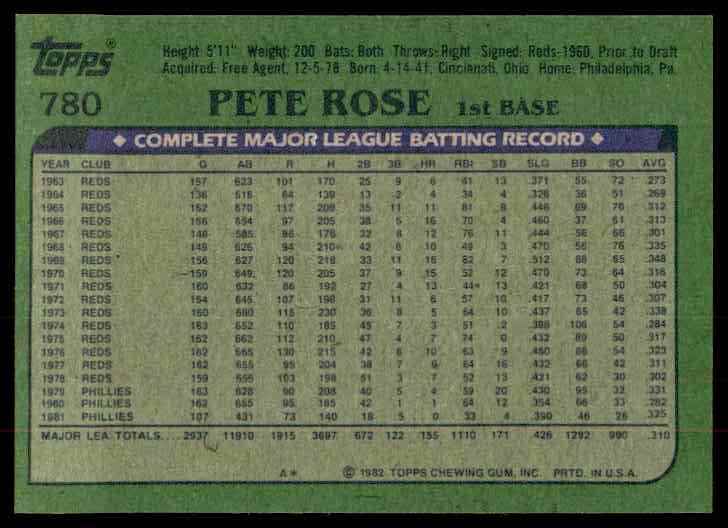 Topps®
Height: 5'11" Weight: 200 Bats: Both Throws: Right Signed: Reds-1960, Prior to Draft
Acquired: Free Agent, 12-5-78 Born: 4-14-41, Cincinnati, Ohio Home: Philadelphia, Pa.
780 PETE ROSE 1st BASE
◆ COMPLETE MAJOR LEAGUE BATTING RECORD ◆
YEAR CLUB G AB R H 2B 3B HR RBI SB SLG BB SO AVG
1963 REDS 157 623 101 170 25 9 6 41 13 .371 55 72 .273
1964 REDS 136 516 64 139 13 2 4 34 4 .326 36 51 .269
1965 REDS 162 670 117 209 35 11 11 81 8 .446 69 76 .312
1966 REDS 156 654 97 205 38 5 16 70 4 .460 37 61 .313
1967 REDS 148 585 86 176 32 8 12 76 11 .444 56 66 .301
1968 REDS 149 626 94 210 42 6 10 49 3 .470 56 76 .335
1969 REDS 156 627 120 218 33 11 16 82 7 .512 88 65 .348
1970 REDS 159 649 120 205 37 9 15 52 12 .470 73 64 .316
1971 REDS 160 632 86 192 27 4 13 44 13 .421 68 50 .304
1972 REDS 154 645 107 198 31 11 6 57 10 .417 73 46 .307
1973 REDS 160 680 115 230 36 8 5 64 10 .437 65 42 .338
1974 REDS 163 652 110 185 45 7 3 51 2 .388 106 54 .284
1975 REDS 162 662 112 210 47 4 7 74 0 .432 89 50 .317
1976 REDS 162 665 130 215 42 6 10 63 9 .450 86 54 .323
1977 REDS 162 655 95 204 38 7 9 64 16 .432 66 42 .311
1978 REDS 159 655 103 198 51 3 7 52 13 .421 62 30 .302
1979 PHILLIES 163 628 90 208 40 5 4 59 20 .430 95 32 .331
1980 PHILLIES 162 655 95 185 42 1 1 64 12 .354 66 33 .282
1981 PHILLIES 107 431 73 140 18 5 0 33 4 .390 46 26 .325
MAJOR LEA. TOTALS.... 2937 11910 1915 3697 672 122 155 1110 171 .426 1292 990 .310
A* © 1982 TOPPS CHEWING GUM, INC. PRTD. IN U.S.A.